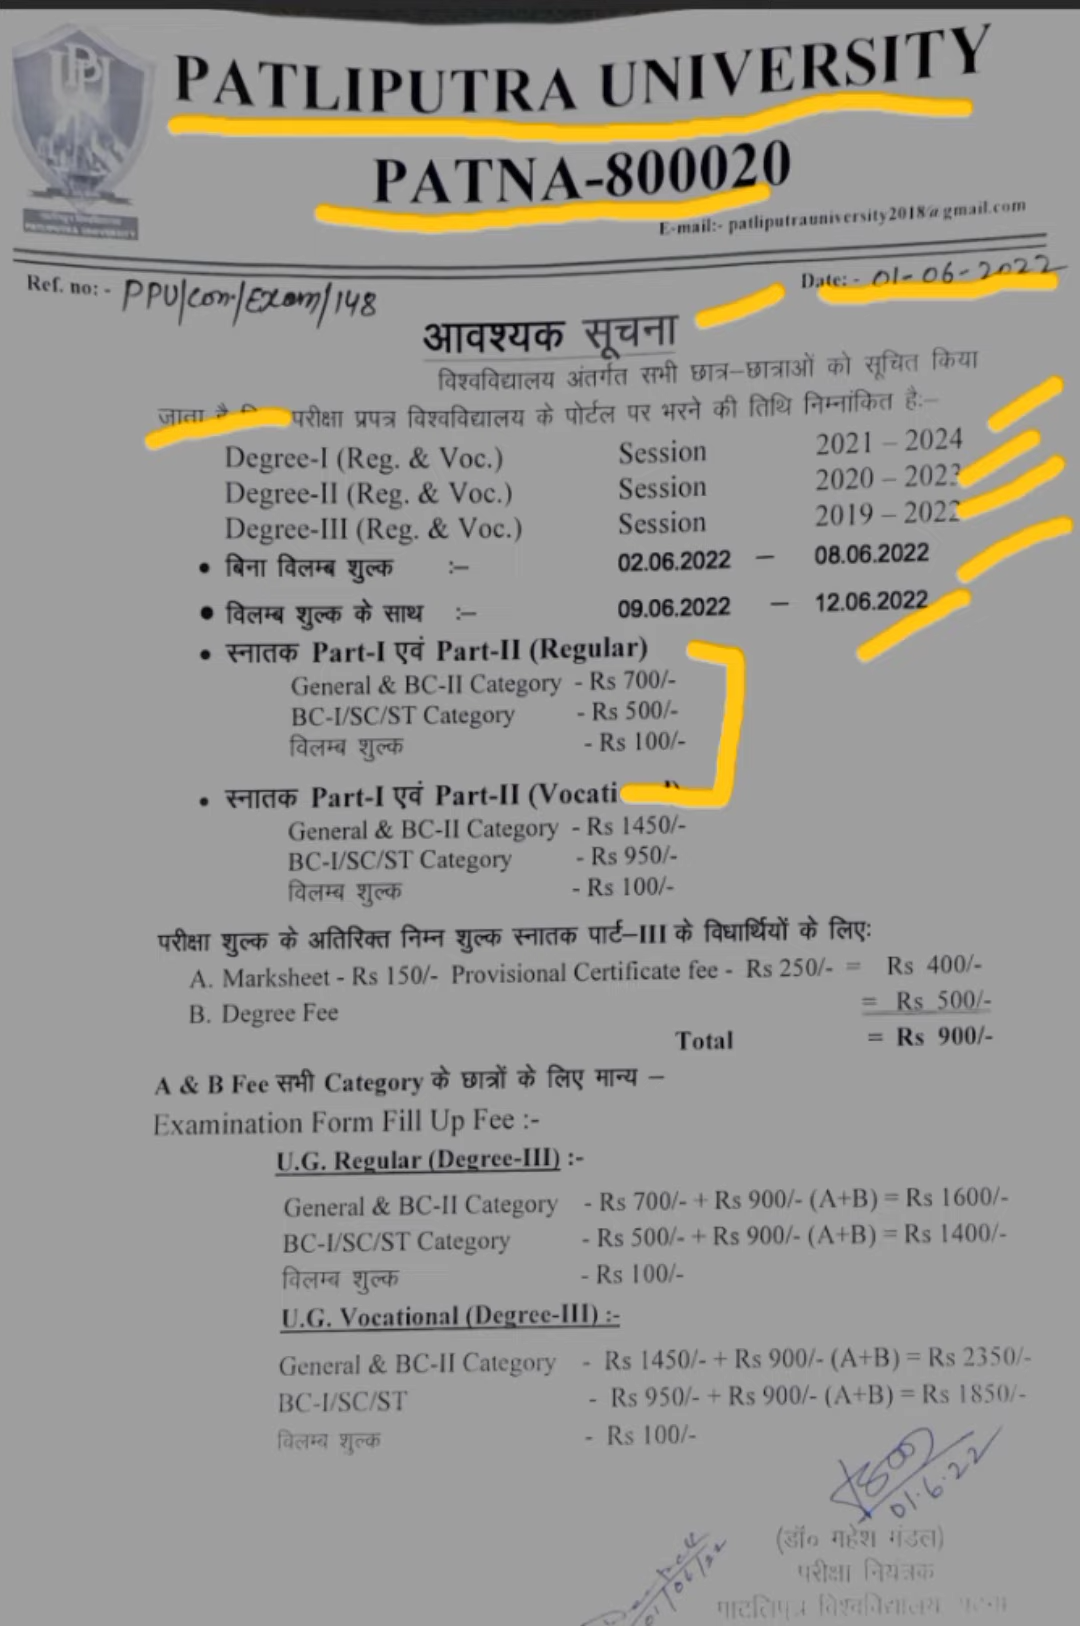 PATLIPUTRA UNIVERSITY
PATNA-800020
PATLIPUTRA UNIVERSITY
E-mail:- patliputrauniversity2018@gmail.com
Ref. no: - PPU/con./Exam/148
Date: - 01-06-2022
आवश्यक सूचना
विश्वविद्यालय अंतर्गत सभी छात्र–छात्राओं को सूचित किया
जाता है परीक्षा प्रपत्र विश्वविद्यालय के पोर्टल पर भरने की तिथि निम्नांकित है:–
Degree-I (Reg. & Voc.) Session 2021 – 2024
Degree-II (Reg. & Voc.) Session 2020 – 2023
Degree-III (Reg. & Voc.) Session 2019 – 2022
• बिना विलम्ब शुल्क :– 02.06.2022 – 08.06.2022
• विलम्ब शुल्क के साथ :– 09.06.2022 – 12.06.2022
• स्नातक Part-I एवं Part-II (Regular)
General & BC-II Category - Rs 700/-
BC-I/SC/ST Category - Rs 500/-
विलम्ब शुल्क - Rs 100/-
• स्नातक Part-I एवं Part-II
General & BC-II Category - Rs 1450/-
BC-I/SC/ST Category - Rs 950/-
विलम्ब शुल्क - Rs 100/-
परीक्षा शुल्क के अतिरिक्त निम्न शुल्क स्नातक पार्ट–III के विधार्थियों के लिए:
A. Marksheet - Rs 150/- Provisional Certificate fee - Rs 250/- = Rs 400/-
B. Degree Fee = Rs 500/-
Total = Rs 900/-
A & B Fee सभी Category के छात्रों के लिए मान्य –
Examination Form Fill Up Fee :-
U.G. Regular (Degree-III) :-
General & BC-II Category - Rs 700/- + Rs 900/- (A+B) = Rs 1600/-
BC-I/SC/ST Category - Rs 500/- + Rs 900/- (A+B) = Rs 1400/-
विलम्ब शुल्क - Rs 100/-
U.G. Vocational (Degree-III) :-
General & BC-II Category - Rs 1450/- + Rs 900/- (A+B) = Rs 2350/-
BC-I/SC/ST - Rs 950/- + Rs 900/- (A+B) = Rs 1850/-
विलम्ब शुल्क - Rs 100/-
01.6.22
(डॉ० महेश मंडल)
01/06/22
परीक्षा नियंत्रक
पाटलिपुत्र विश्वविद्यालय पटना